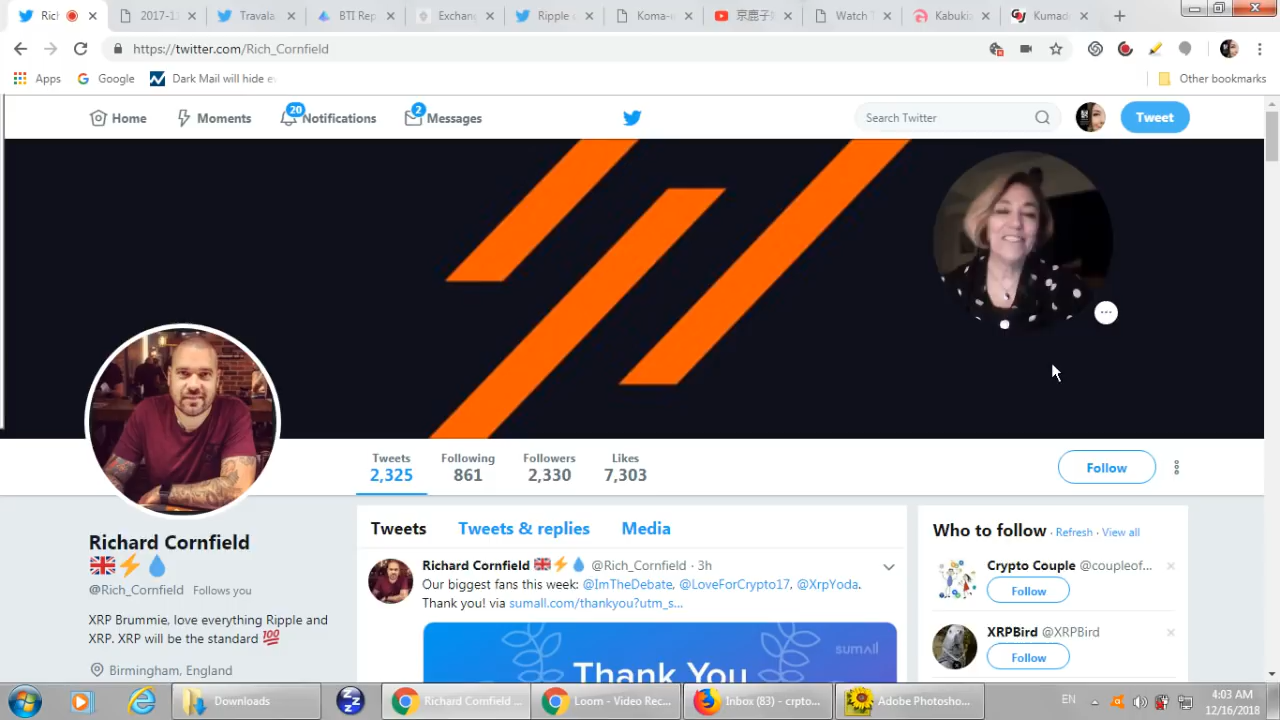 Ric
2017-11
Travala
BTI Rep
Exchan
Ripple
Koma-
京鹿子
Watch T
Kabukiz
Kumad
https://twitter.com/Rich_Cornfield
Apps
Google
Dark Mail will hide e
Other bookmarks
Home
Moments
20
Notifications
2
Messages
Search Twitter
Tweet
Tweets
Following
Followers
Likes
2,325
861
2,330
7,303
Follow
Tweets
Tweets & replies
Media
Who to follow · Refresh · View all
Richard Cornfield
@Rich_Cornfield Follows you
XRP Brummie, love everything Ripple and
XRP. XRP will be the standard 💯
Birmingham, England
Richard Cornfield 🇬🇧⚡💧 @Rich_Cornfield · 3h
Our biggest fans this week: @ImTheDebate, @LoveForCrypto17, @XrpYoda.
Thank you! via sumall.com/thankyou?utm_s...
sumall
Thank You
Crypto Couple @coupleof...
Follow
XRPBird @XRPBird
Follow
Downloads
Richard Cornfield ...
Loom - Video Rec...
Inbox (83) - crpto...
Adobe Photosho...
EN
4:03 AM
12/16/2018